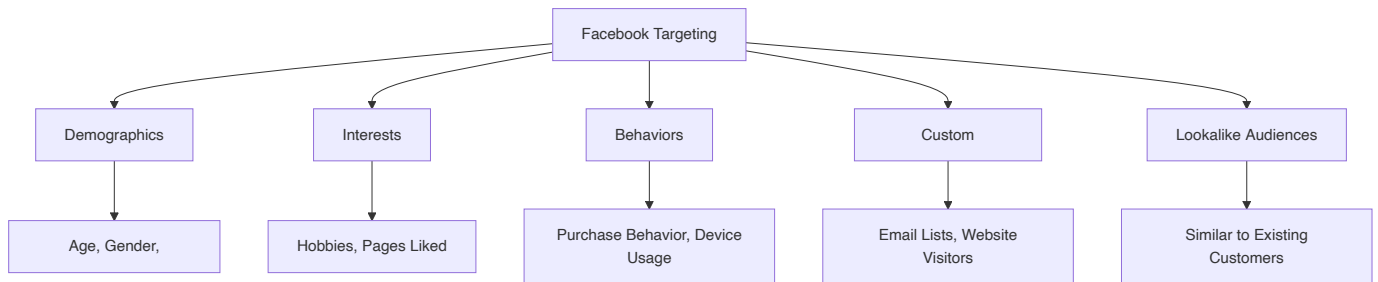 Facebook Targeting
Demographics
Interests
Behaviors
Custom
Lookalike Audiences
Age, Gender,
Hobbies, Pages Liked
Purchase Behavior, Device
Usage
Email Lists, Website
Visitors
Similar to Existing
Customers